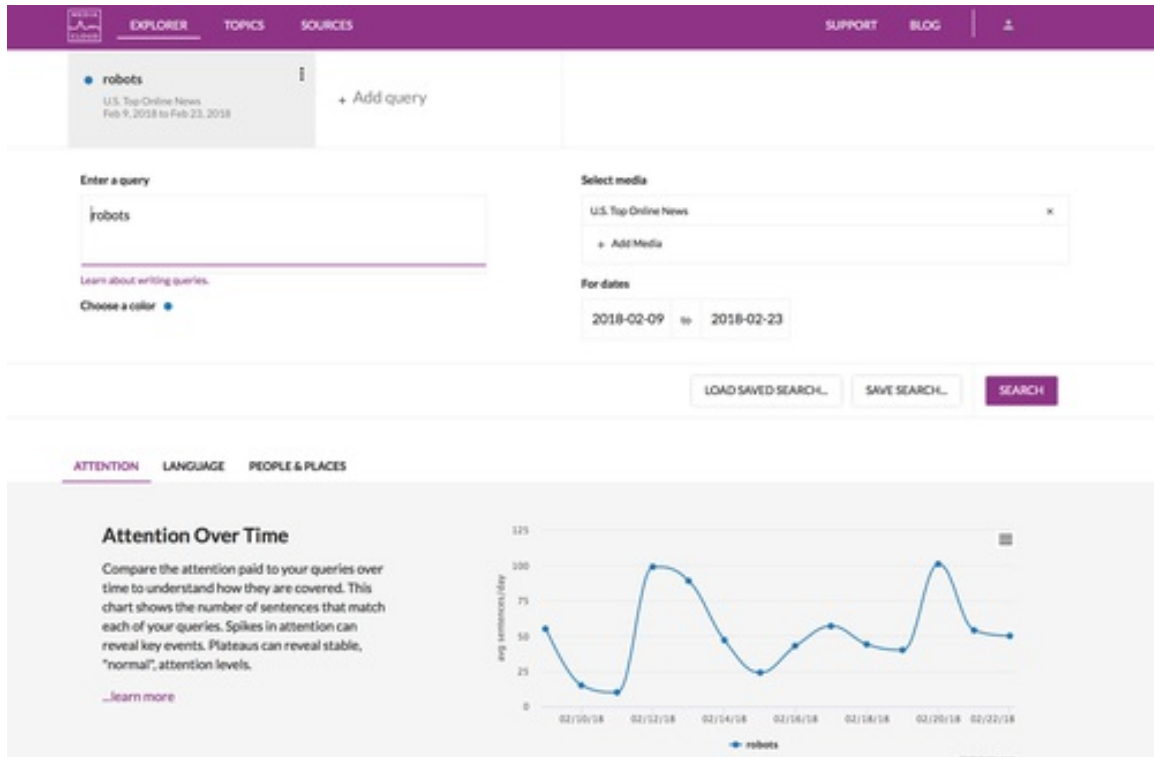 MEDIA
CLOUD
EXPLORER
TOPICS
SOURCES
SUPPORT
BLOG
robots
U.S. Top Online News
Feb 9, 2018 to Feb 23, 2018
+ Add query
Enter a query
robots
Learn about writing queries.
Choose a color
Select media
U.S. Top Online News ×
+ Add Media
For dates
2018-02-09 to 2018-02-23
LOAD SAVED SEARCH...
SAVE SEARCH...
SEARCH
ATTENTION
LANGUAGE
PEOPLE & PLACES
Attention Over Time
Compare the attention paid to your queries over
time to understand how they are covered. This
chart shows the number of sentences that match
each of your queries. Spikes in attention can
reveal key events. Plateaus can reveal stable,
"normal", attention levels.
...learn more
avg sentences/day
125
100
75
50
25
0
02/10/18 02/12/18 02/14/18 02/16/18 02/18/18 02/20/18 02/22/18
robots